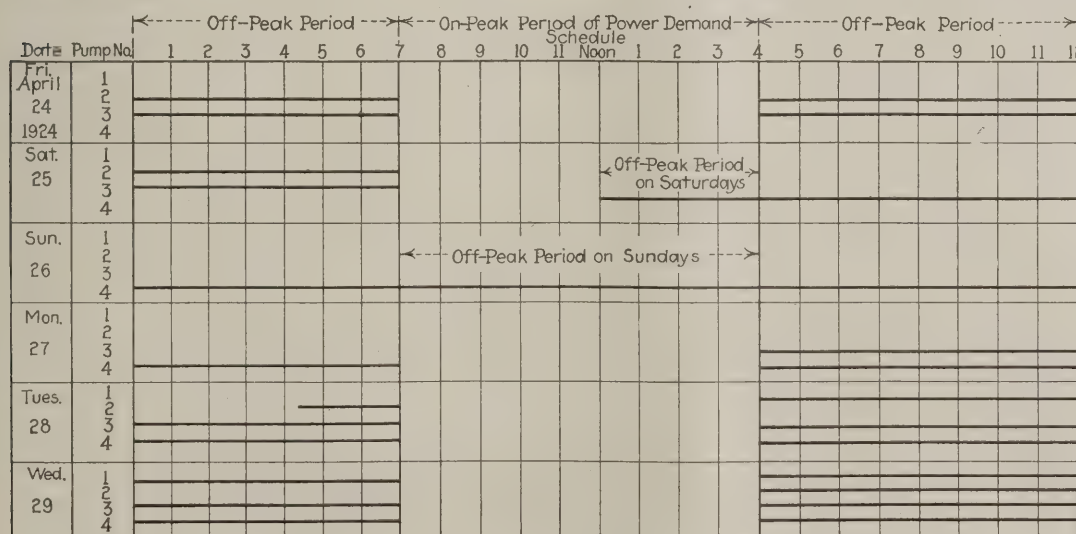 Off-Peak Period On-Peak Period of Power Demand Off-Peak Period
Schedule
Date Pump No. 1 2 3 4 5 6 7 8 9 10 11 Noon 1 2 3 4 5 6 7 8 9 10 11
Fri.
April
24
1924
1
2
3
4
Sat.
25
1
2
3
4
Off-Peak Period
on Saturdays
Sun.
26
1
2
3
4
Off-Peak Period on Sundays
Mon.
27
1
2
3
4
Tues.
28
1
2
3
4
Wed.
29
1
2
3
4